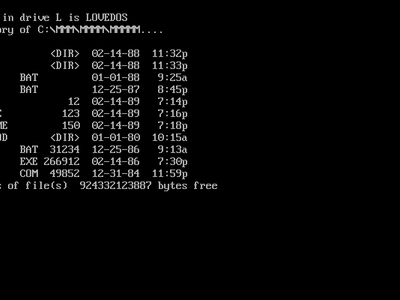 in drive L is LOVEDOS
ory of C:\MMM\MMMM\MMMMM....
<DIR> 02-14-88 11:32p
<DIR> 02-14-88 11:33p
BAT 01-01-88 9:25a
BAT 12-25-87 8:45p
12 02-14-89 7:14p
E 123 02-14-89 7:16p
ME 150 02-14-89 7:18p
OD <DIR> 01-01-80 10:15a
BAT 31234 12-25-86 9:13a
EXE 266912 02-14-86 7:30p
COM 49852 12-31-84 11:59p
s of file(s) 924332123887 bytes free